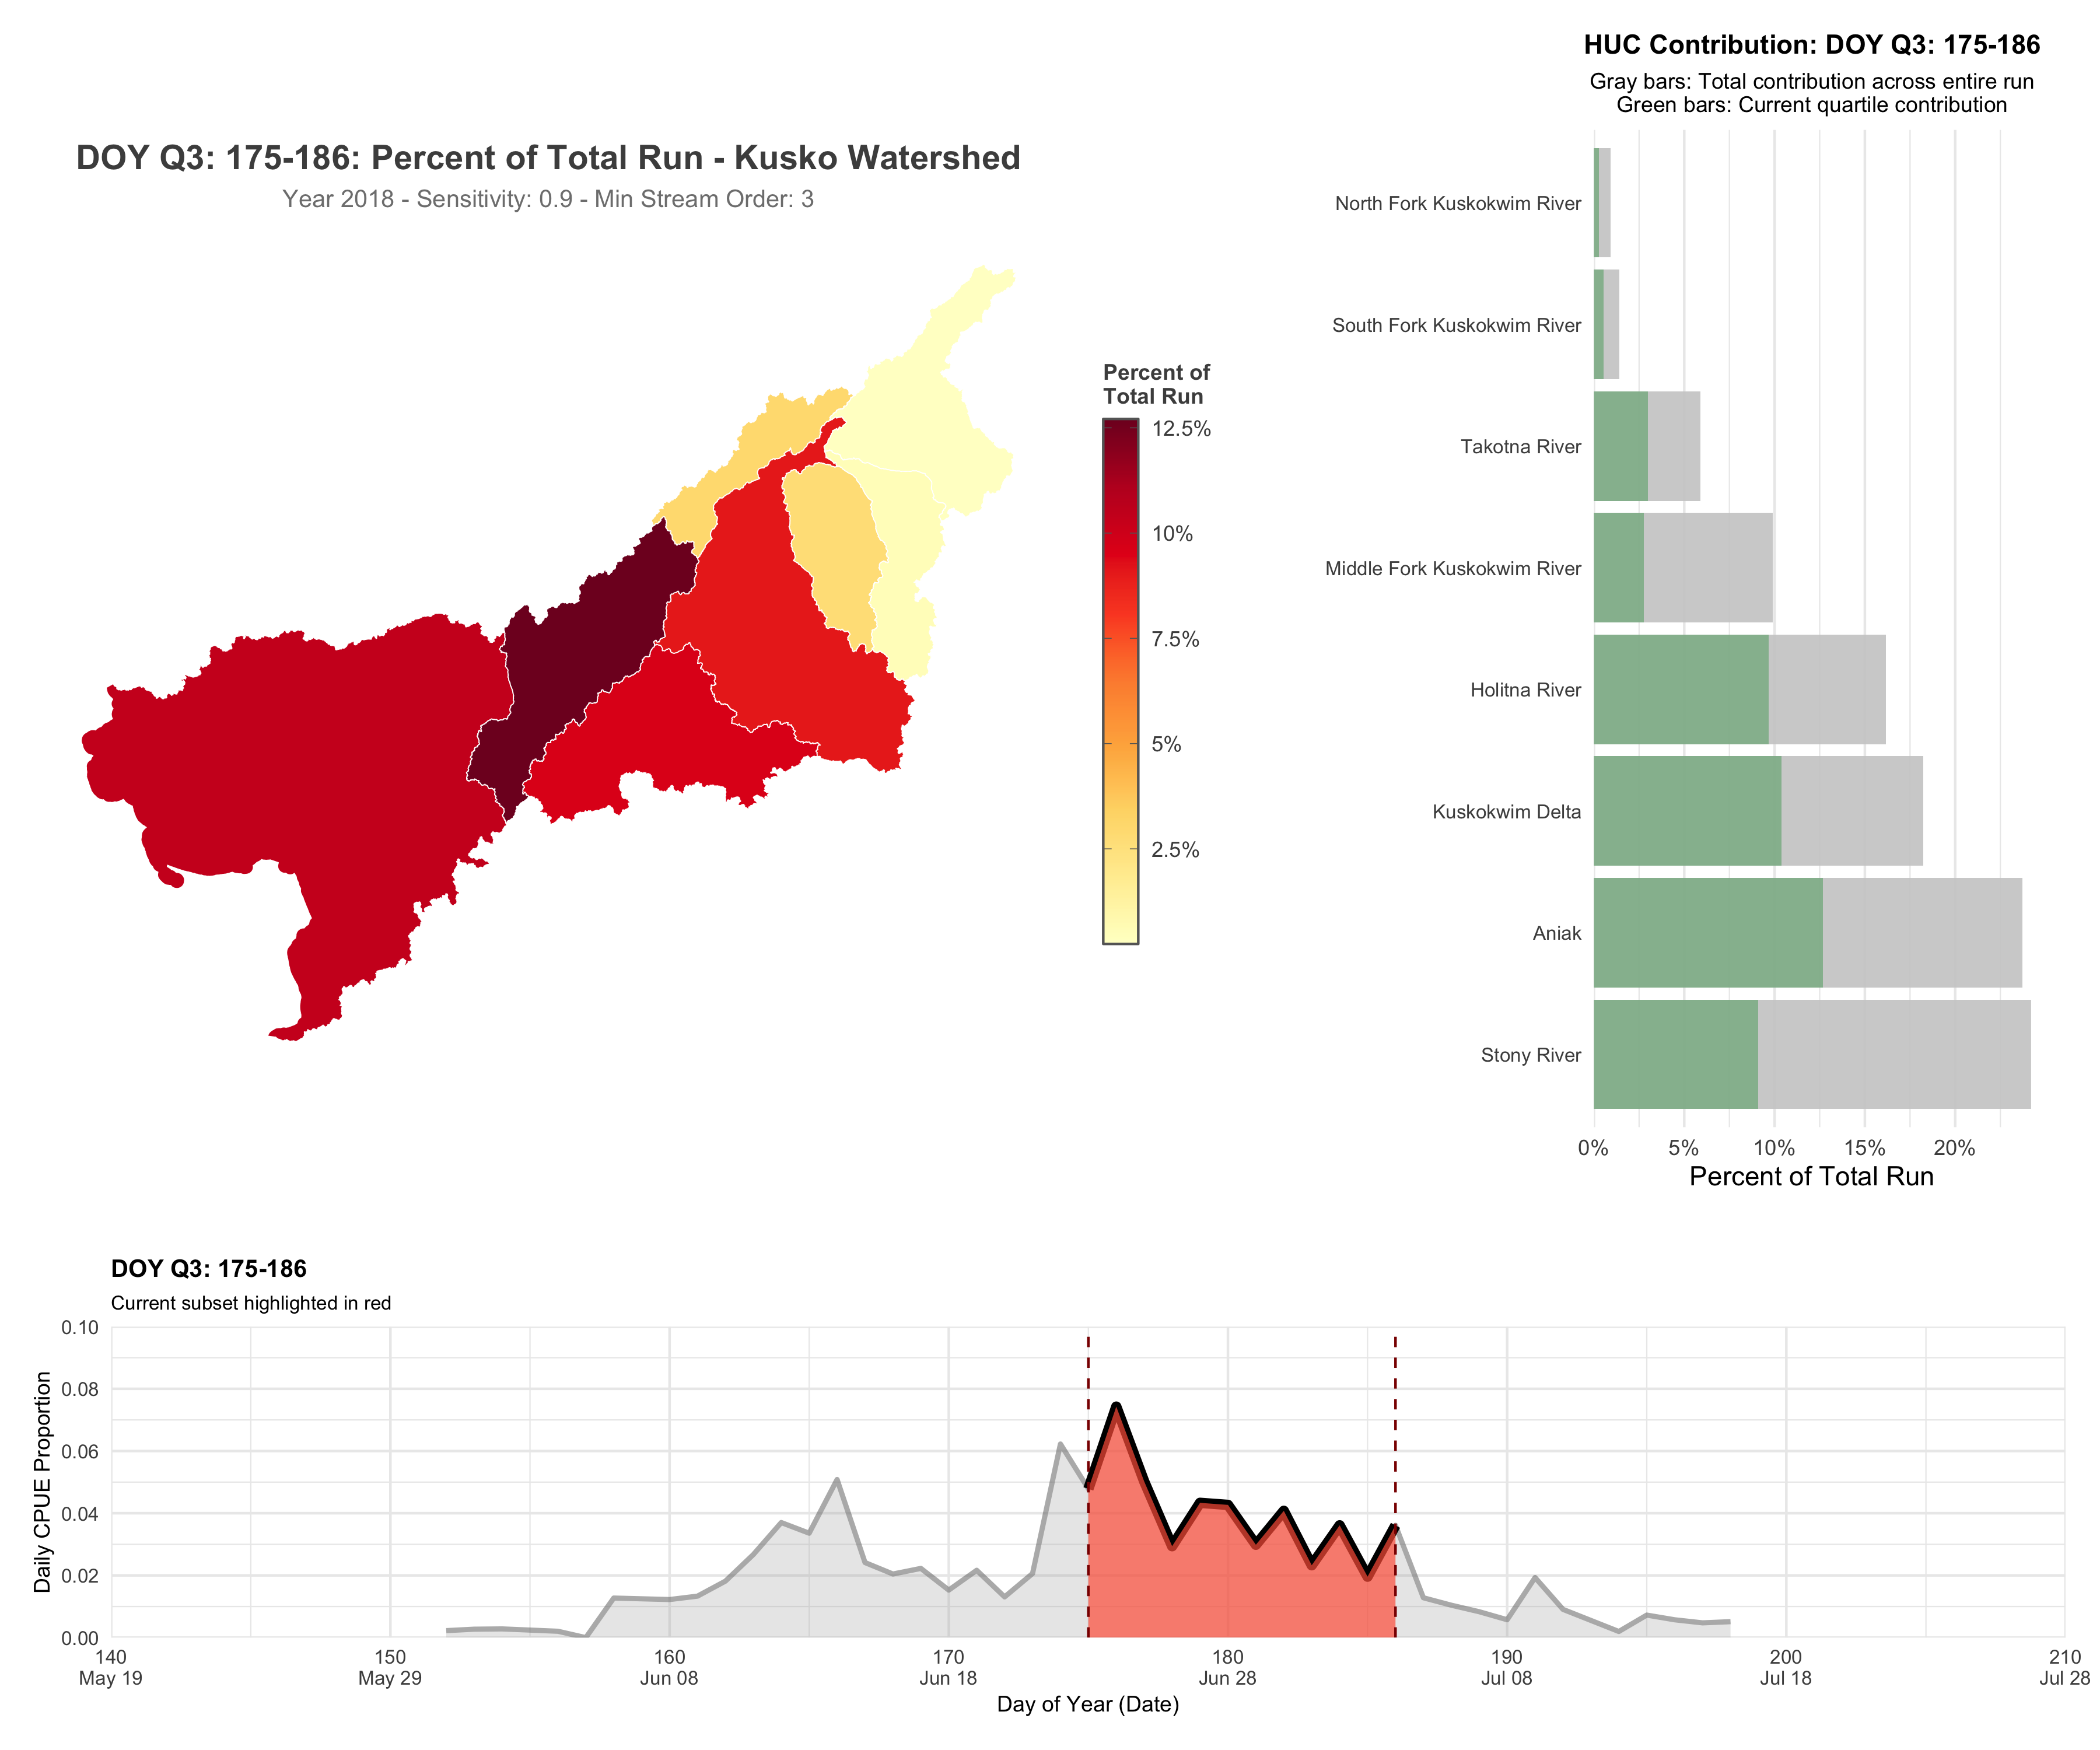 HUC Contribution: DOY Q3: 175-186
Gray bars: Total contribution across entire run
Green bars: Current quartile contribution
DOY Q3: 175-186: Percent of Total Run - Kusko Watershed
Year 2018 - Sensitivity: 0.9 - Min Stream Order: 3
Percent of
Total Run
12.5%
10%
7.5%
5%
2.5%
North Fork Kuskokwim River
South Fork Kuskokwim River
Takotna River
Middle Fork Kuskokwim River
Holitna River
Kuskokwim Delta
Aniak
Stony River
0% 5% 10% 15% 20%
Percent of Total Run
DOY Q3: 175-186
Current subset highlighted in red
Daily CPUE Proportion
0.10
0.08
0.06
0.04
0.02
0.00
140 150 160 170 180 190 200 210
May 19 May 29 Jun 08 Jun 18 Jun 28 Jul 08 Jul 18 Jul 28
Day of Year (Date)